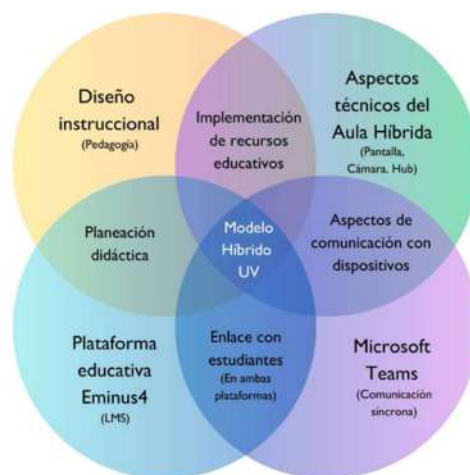 Diseño
instruccional
(Pedagogía)
Implementación
de recursos
educativos
Aspectos
técnicos del
Aula Híbrida
(Pantalla,
Cámara, Hub)
Planeación
didáctica
Modelo
Híbrido
UV
Aspectos de
comunicación con
dispositivos
Plataforma
educativa
Eminus4
(LMS)
Enlace con
estudiantes
(En ambas
plataformas)
Microsoft
Teams
(Comunicación
síncrona)